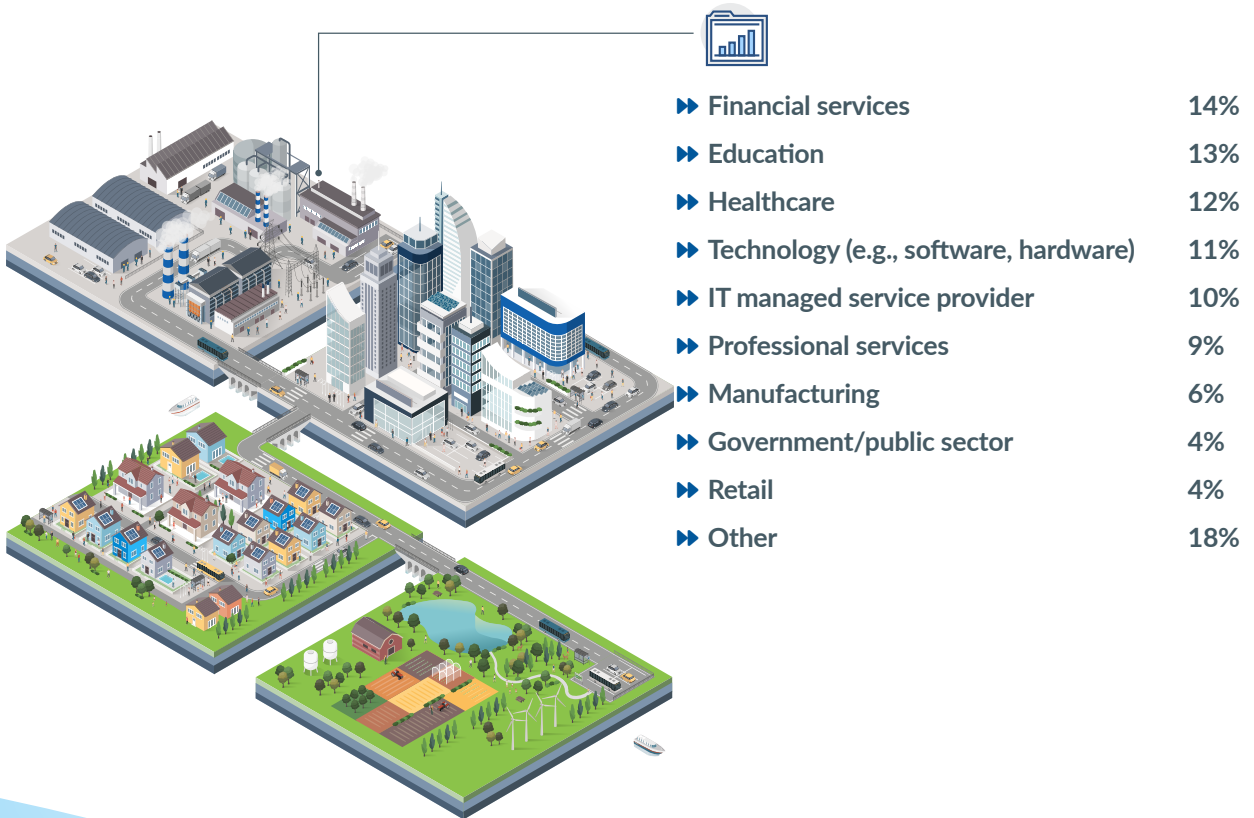 Financial services 14%
Education 13%
Healthcare 12%
Technology (e.g., software, hardware) 11%
IT managed service provider 10%
Professional services 9%
Manufacturing 6%
Government/public sector 4%
Retail 4%
Other 18%